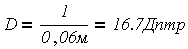 D = 1/0,06м = 16.7Дптр